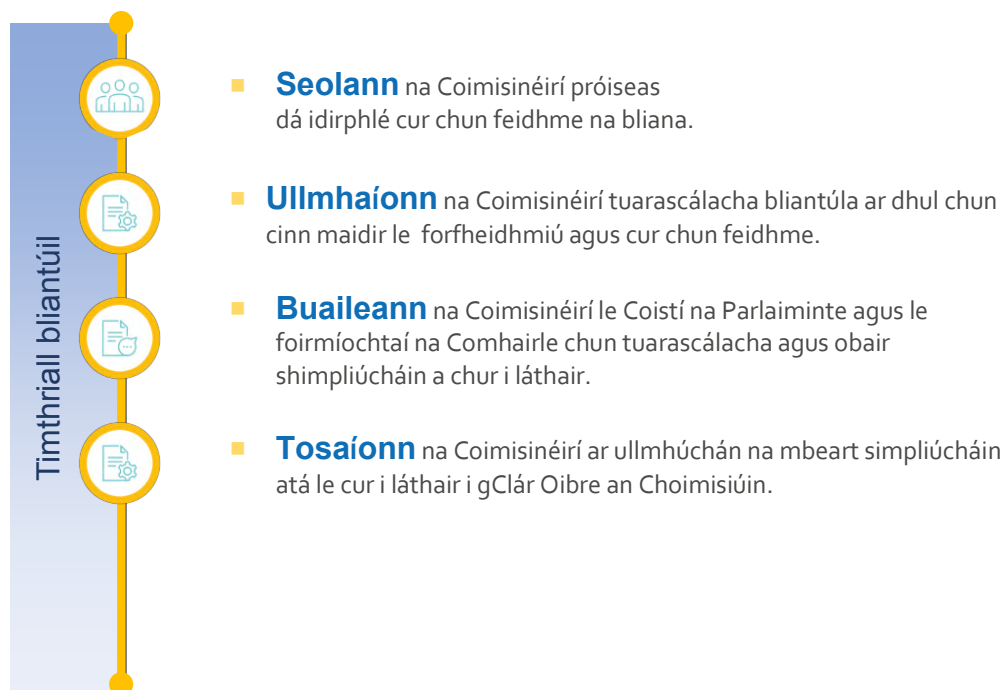 Timthriall bliantúil
Seolann na Coimisinéirí próiseas
dá idirphlé cur chun feidhme na bliana.
Ullmhaíonn na Coimisinéirí tuarascálacha bliantúla ar dhul chun
cinn maidir le forfheidhmiú agus cur chun feidhme.
Buaileann na Coimisinéirí le Coistí na Parlaiminte agus le
foirmíochtaí na Comhairle chun tuarascálacha agus obair
shimpliúcháin a chur i láthair.
Tosaíonn na Coimisinéirí ar ullmhúchán na mbeart simpliúcháin
atá le cur i láthair i gClár Oibre an Choimisiúin.